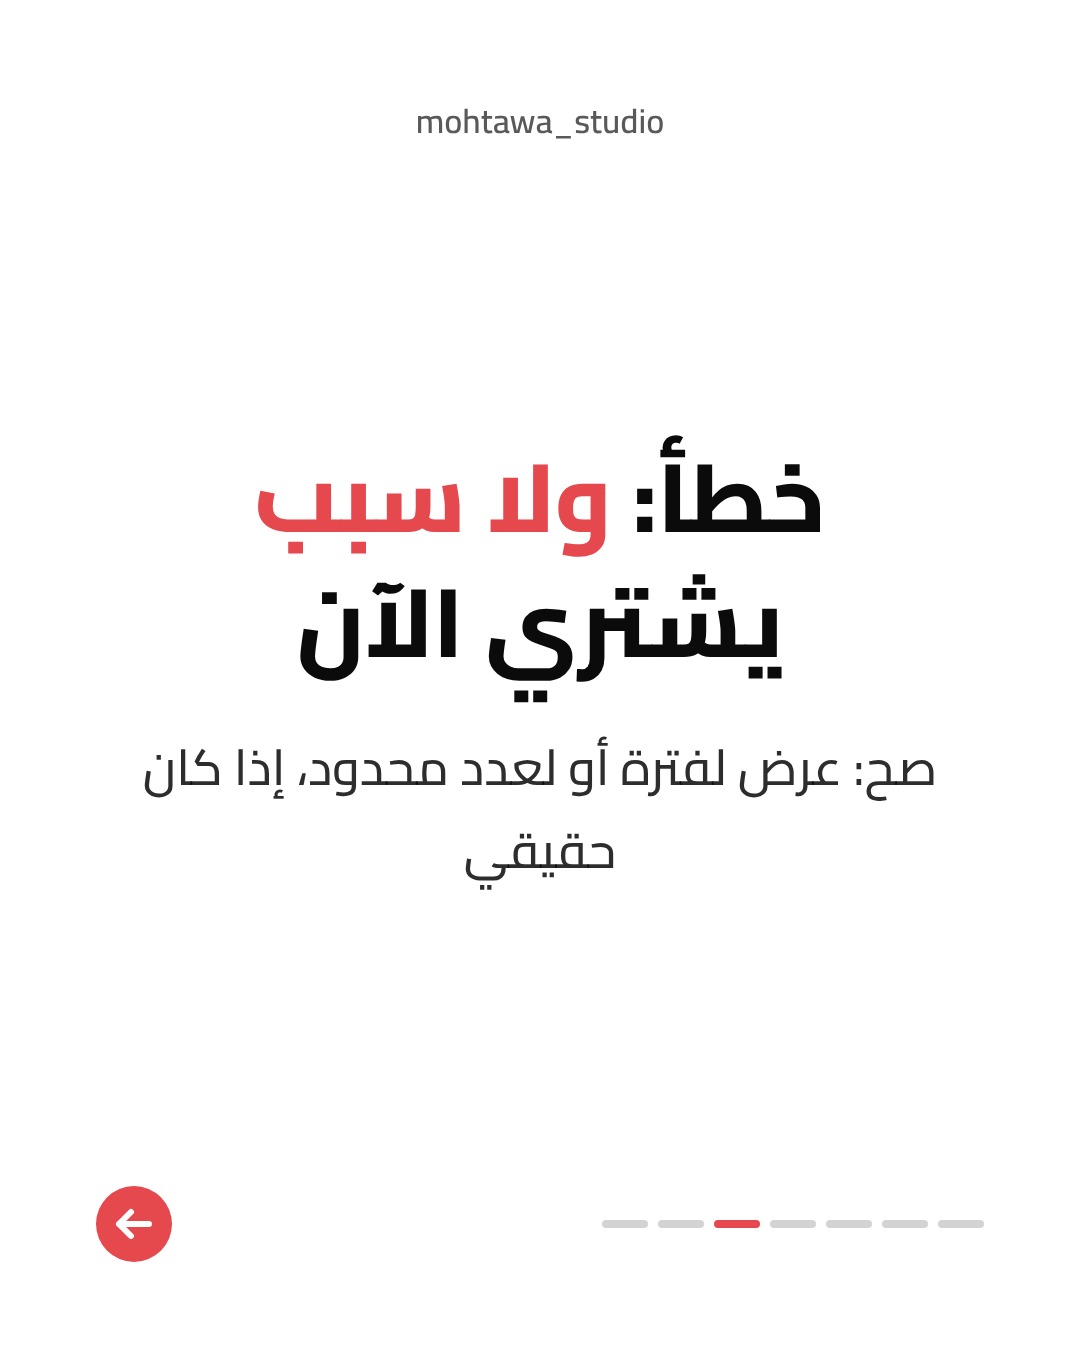 mohtawa_studio
خطأ: ولا سبب
يشتري الآن
صح: عرض لفترة أو لعدد محدود، إذا كان
حقيقي